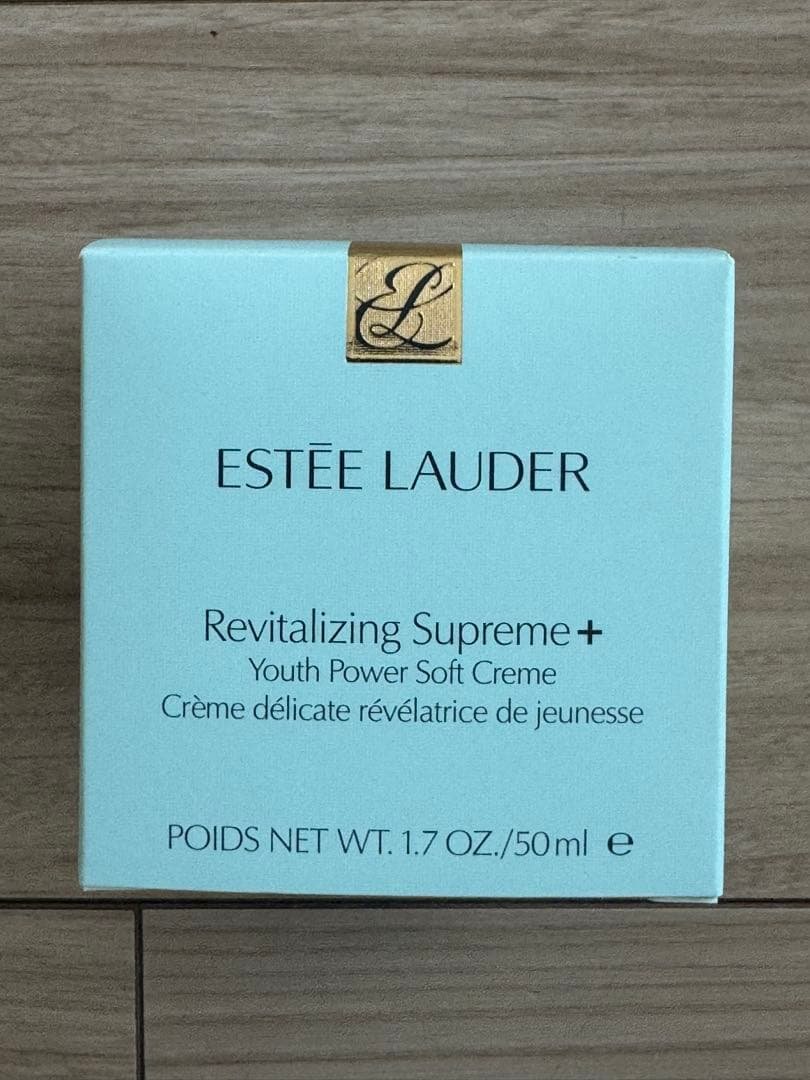 EL
ESTĒE LAUDER
Revitalizing Supreme+
Youth Power Soft Creme
Crème délicate révélatrice de jeunesse
POIDS NET WT. 1.7 OZ./50ml ℮